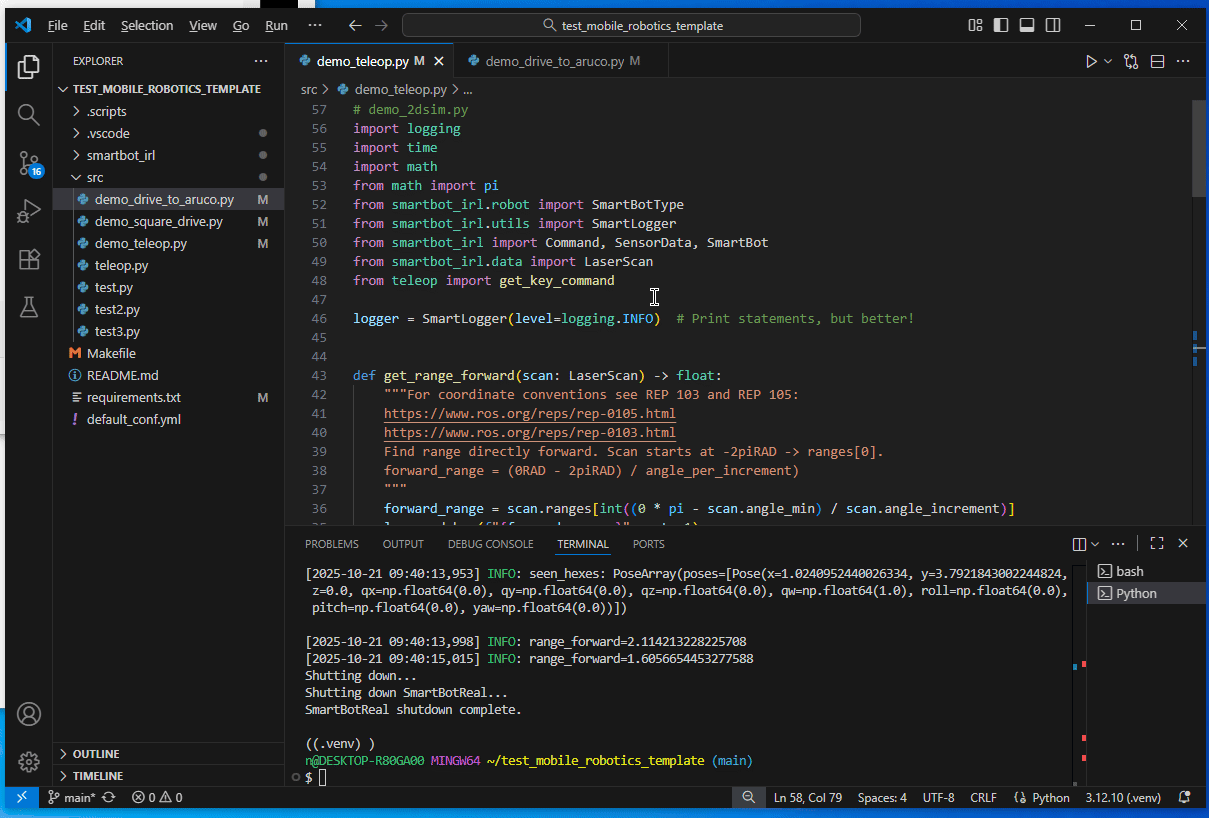 File Edit Selection View Go Run ··· test_mobile_robotics_template
EXPLORER ···
TEST_MOBILE_ROBOTICS_TEMPLATE
.scripts
.vscode
smartbot_irl
src
demo_drive_to_aruco.py M
demo_square_drive.py M
demo_teleop.py M
teleop.py
test.py
test2.py
test3.py
Makefile
README.md
requirements.txt M
default_conf.yml
OUTLINE
TIMELINE
16
demo_teleop.py M demo_drive_to_aruco.py M
src > demo_teleop.py > ...
57 # demo_2dsim.py
56 import logging
55 import time
54 import math
53 from math import pi
52 from smartbot_irl.robot import SmartBotType
51 from smartbot_irl.utils import SmartLogger
50 from smartbot_irl import Command, SensorData, SmartBot
49 from smartbot_irl.data import LaserScan
48 from teleop import get_key_command
47
46 logger = SmartLogger(level=logging.INFO)  # Print statements, but better!
45
44
43 def get_range_forward(scan: LaserScan) -> float:
42     """For coordinate conventions see REP 103 and REP 105:
41     https://www.ros.org/reps/rep-0105.html
40     https://www.ros.org/reps/rep-0103.html
39     Find range directly forward. Scan starts at -2piRAD -> ranges[0].
38     forward_range = (0RAD - 2piRAD) / angle_per_increment)
37     """
36     forward_range = scan.ranges[int((0 * pi - scan.angle_min) / scan.angle_increment)]
PROBLEMS OUTPUT DEBUG CONSOLE TERMINAL PORTS
[2025-10-21 09:40:13,953] INFO: seen_hexes: PoseArray(poses=[Pose(x=1.0240952440026334, y=3.7921843002244824,
z=0.0, qx=np.float64(0.0), qy=np.float64(0.0), qz=np.float64(0.0), qw=np.float64(1.0), roll=np.float64(0.0),
pitch=np.float64(0.0), yaw=np.float64(0.0))])
[2025-10-21 09:40:13,998] INFO: range_forward=2.114213228225708
[2025-10-21 09:40:15,015] INFO: range_forward=1.6056654453277588
Shutting down...
Shutting down SmartBotReal...
SmartBotReal shutdown complete.
((.venv) )
n@DESKTOP-R80GA00 MINGW64 ~/test_mobile_robotics_template (main)
$
bash
Python
main* 0 0 Ln 58, Col 79 Spaces: 4 UTF-8 CRLF Python 3.12.10 (.venv)